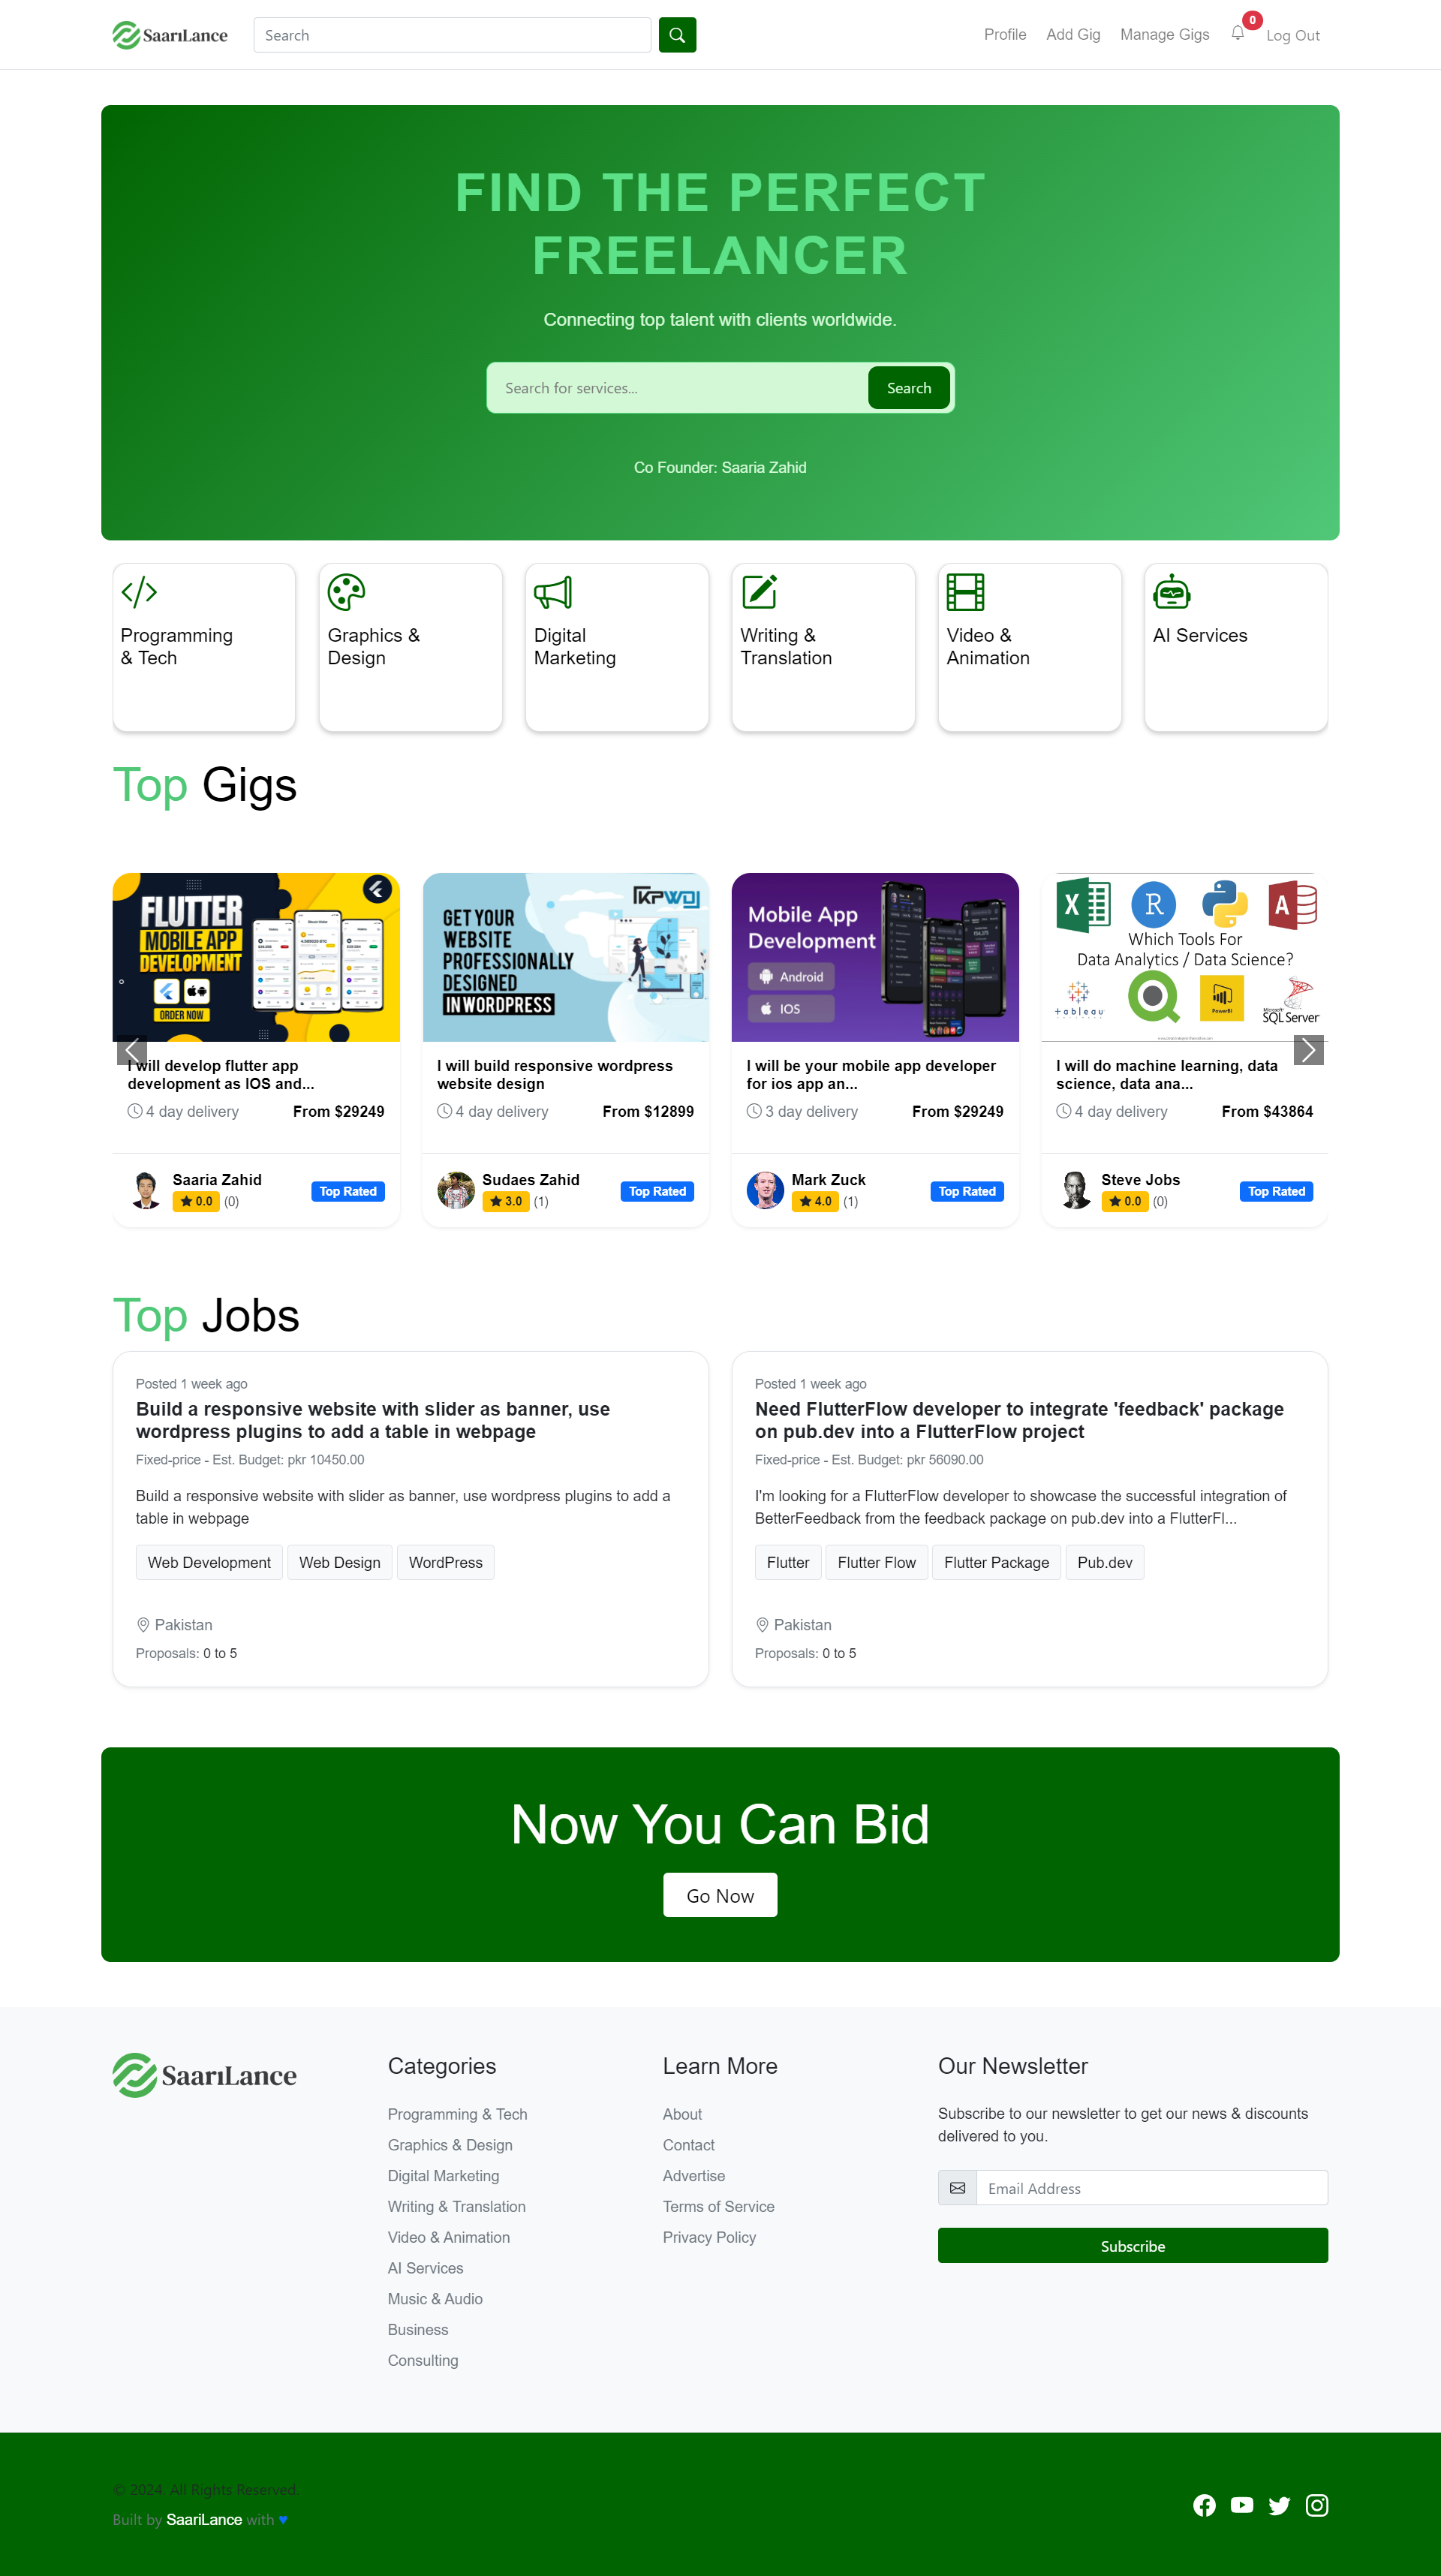 SaarıLance
Search
Profile
Add Gig
Manage Gigs
0
Log Out
FIND THE PERFECT
FREELANCER
Connecting top talent with clients worldwide.
Search for services...
Search
Co Founder: Saaria Zahid
Programming
& Tech
Graphics &
Design
Digital
Marketing
Writing &
Translation
Video &
Animation
AI Services
Top Gigs
FLUTTER
MOBILE APP
DEVELOPMENT
ORDER NOW
I will develop flutter app
development as IOS and...
4 day delivery
From $29249
Saaria Zahid
0.0 (0)
Top Rated
GET YOUR
WEBSITE
PROFESSIONALLY
DESIGNED
IN WORDPRESS
I will build responsive wordpress
website design
4 day delivery
From $12899
Sudaes Zahid
3.0 (1)
Top Rated
Mobile App
Development
Android
IOS
I will be your mobile app developer
for ios app an...
3 day delivery
From $29249
Mark Zuck
4.0 (1)
Top Rated
X
R
A
Which Tools For
Data Analytics / Data Science?
+ableau
PowerBI
SQL Server
I will do machine learning, data
science, data ana...
4 day delivery
From $43864
Steve Jobs
0.0 (0)
Top Rated
Top Jobs
Posted 1 week ago
Build a responsive website with slider as banner, use
wordpress plugins to add a table in webpage
Fixed-price - Est. Budget: pkr 10450.00
Build a responsive website with slider as banner, use wordpress plugins to add a
table in webpage
Web Development
Web Design
WordPress
Pakistan
Proposals: 0 to 5
Posted 1 week ago
Need FlutterFlow developer to integrate 'feedback' package
on pub.dev into a FlutterFlow project
Fixed-price - Est. Budget: pkr 56090.00
I'm looking for a FlutterFlow developer to showcase the successful integration of
BetterFeedback from the feedback package on pub.dev into a FlutterFl...
Flutter
Flutter Flow
Flutter Package
Pub.dev
Pakistan
Proposals: 0 to 5
Now You Can Bid
Go Now
SaarıLance
Categories
Programming & Tech
Graphics & Design
Digital Marketing
Writing & Translation
Video & Animation
AI Services
Music & Audio
Business
Consulting
Learn More
About
Contact
Advertise
Terms of Service
Privacy Policy
Our Newsletter
Subscribe to our newsletter to get our news & discounts
delivered to you.
Email Address
Subscribe
© 2024. All Rights Reserved.
Built by SaariLance with ♥